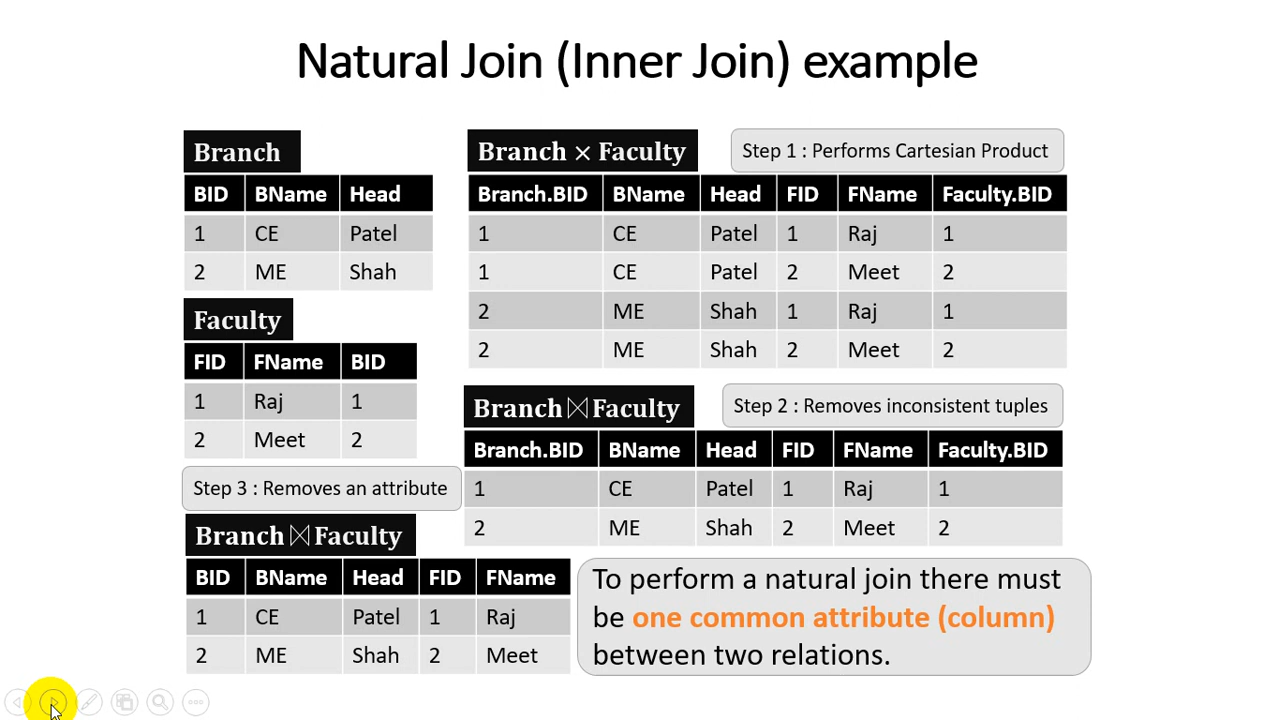 Natural Join (Inner Join) example
Branch
BID BName Head
1 CE Patel
2 ME Shah
Faculty
FID FName BID
1 Raj 1
2 Meet 2
Branch × Faculty
Step 1 : Performs Cartesian Product
Branch.BID BName Head FID FName Faculty.BID
1 CE Patel 1 Raj 1
1 CE Patel 2 Meet 2
2 ME Shah 1 Raj 1
2 ME Shah 2 Meet 2
Branch⨝Faculty
Step 2 : Removes inconsistent tuples
Branch.BID BName Head FID FName Faculty.BID
1 CE Patel 1 Raj 1
2 ME Shah 2 Meet 2
Step 3 : Removes an attribute
Branch⨝Faculty
BID BName Head FID FName
1 CE Patel 1 Raj
2 ME Shah 2 Meet
To perform a natural join there must
be one common attribute (column)
between two relations.